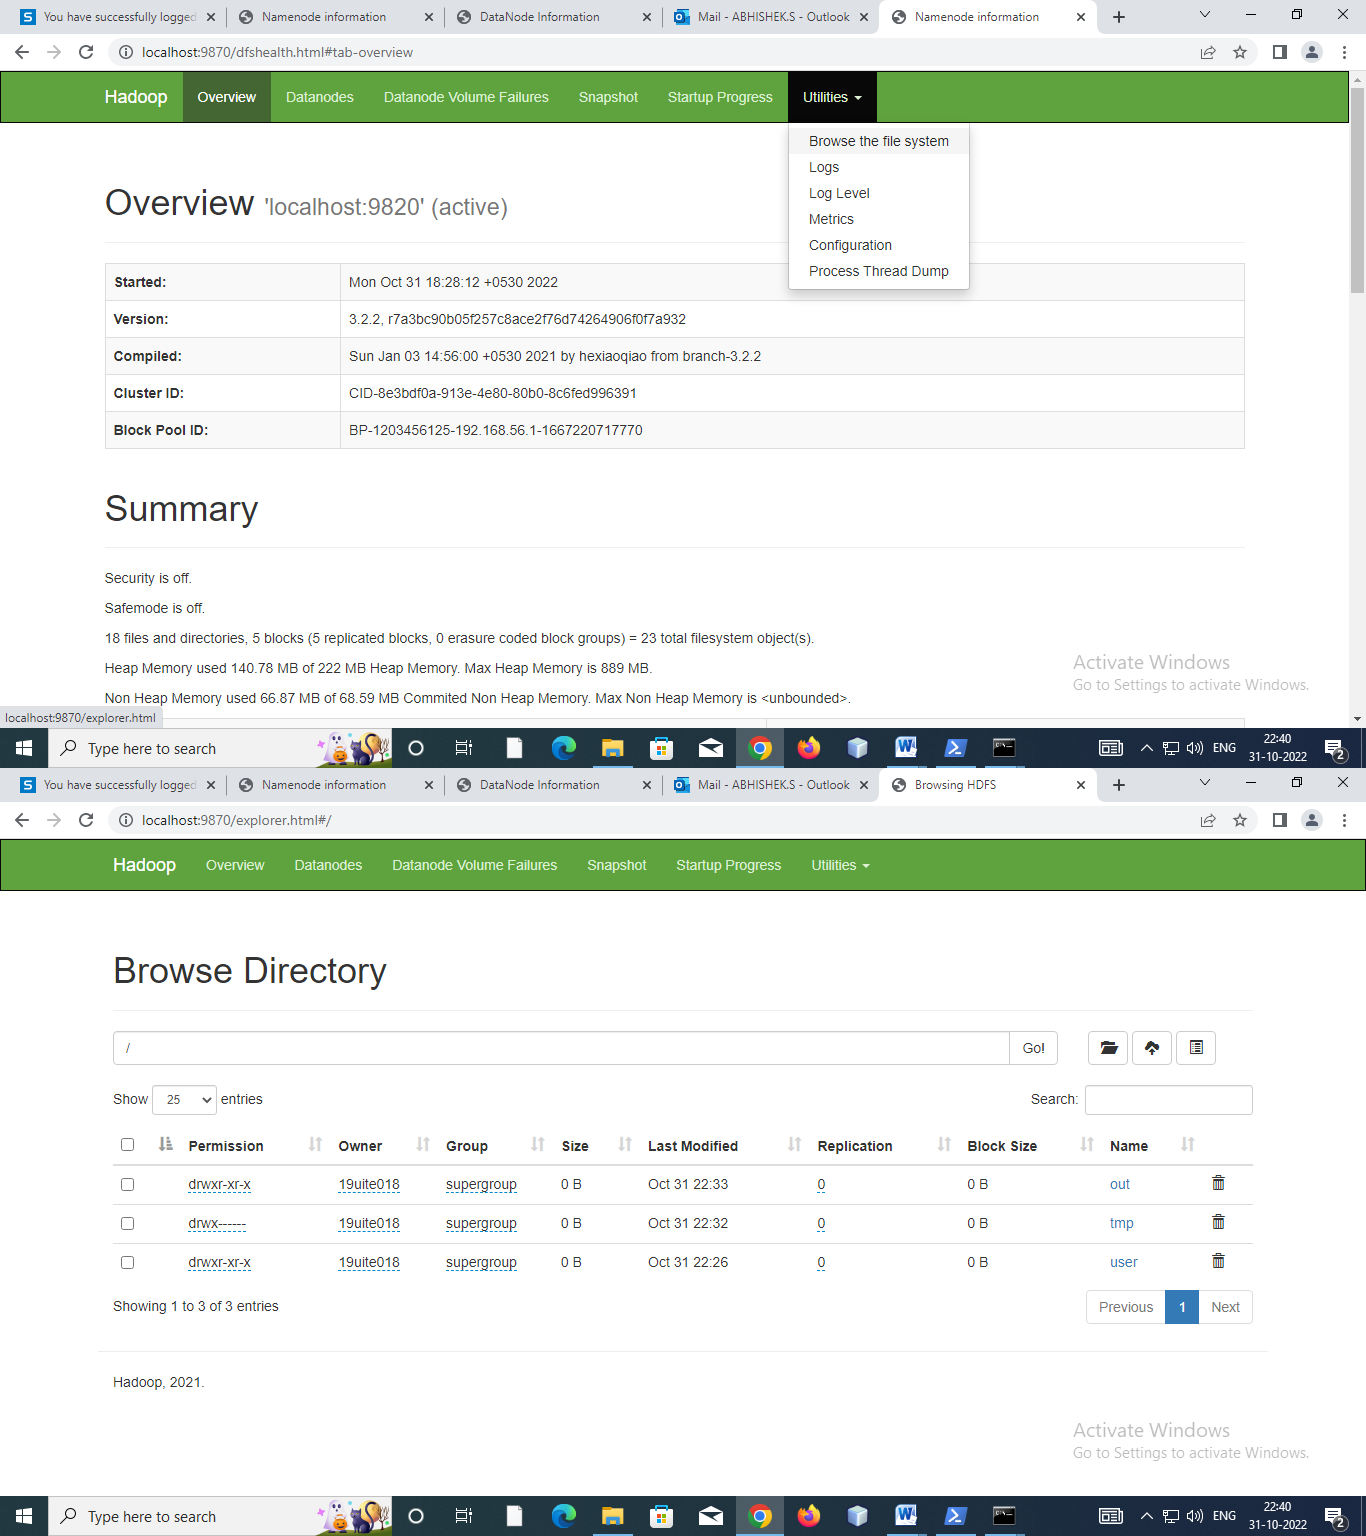 You have successfully logged
Namenode information
DataNode Information
Mail - ABHISHEK.S - Outlook
Namenode information
localhost:9870/dfshealth.html#tab-overview
Hadoop Overview Datanodes Datanode Volume Failures Snapshot Startup Progress Utilities
Browse the file system
Logs
Log Level
Metrics
Configuration
Process Thread Dump
Overview 'localhost:9820' (active)
Started: Mon Oct 31 18:28:12 +0530 2022
Version: 3.2.2, r7a3bc90b05f257c8ace2f76d74264906f0f7a932
Compiled: Sun Jan 03 14:56:00 +0530 2021 by hexiaoqiao from branch-3.2.2
Cluster ID: CID-8e3bdf0a-913e-4e80-80b0-8c6fed996391
Block Pool ID: BP-1203456125-192.168.56.1-1667220717770
Summary
Security is off.
Safemode is off.
18 files and directories, 5 blocks (5 replicated blocks, 0 erasure coded block groups) = 23 total filesystem object(s).
Heap Memory used 140.78 MB of 222 MB Heap Memory. Max Heap Memory is 889 MB.
Non Heap Memory used 66.87 MB of 68.59 MB Commited Non Heap Memory. Max Non Heap Memory is <unbounded>.
Activate Windows
Go to Settings to activate Windows.
localhost:9870/explorer.html
Type here to search
ENG
22:40
31-10-2022
2
You have successfully logged
Namenode information
DataNode Information
Mail - ABHISHEK.S - Outlook
Browsing HDFS
localhost:9870/explorer.html#/
Hadoop Overview Datanodes Datanode Volume Failures Snapshot Startup Progress Utilities
Browse Directory
/ Go!
Show 25 entries Search:
Permission Owner Group Size Last Modified Replication Block Size Name
drwxr-xr-x 19uite018 supergroup 0 B Oct 31 22:33 0 0 B out
drwx------ 19uite018 supergroup 0 B Oct 31 22:32 0 0 B tmp
drwxr-xr-x 19uite018 supergroup 0 B Oct 31 22:26 0 0 B user
Showing 1 to 3 of 3 entries Previous 1 Next
Hadoop, 2021.
Activate Windows
Go to Settings to activate Windows.
Type here to search
ENG
22:40
31-10-2022
2